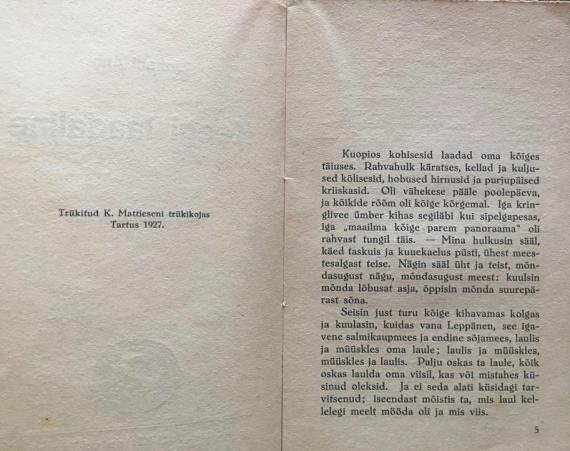 Trükitud K. Mattieseni trükikojas
Tartus 1927.
Kuopios kohisesid laadad oma kõiges
täiuses. Rahvahulk käratses, kellad ja kulju-
sed kõlisesid, hobused hirnusid ja purjupäised
kriiskasid. Oli vähekese pääle poolepäeva,
ja kõikide rõõm oli kõige kõrgemal. Iga krin-
glivee ümber kihas segiläbi kui sipelgapesas,
iga „maailma kõige parem panoraama" oli
rahvast tungil täis. — Mina hulkusin sääl,
käed taskuis ja kuuekaelus püsti, ühest mees-
tesalgast teise. Nägin sääl üht ja teist, mõn-
dasugust nägu, mõndasugust meest: kuulsin
mõnda lõbusat asja, õppisin mõnda suurepä-
rast sõna.
Seisin just turu kõige kihavamas kolgas
ja kuulasin, kuidas vana Leppänen, see iga-
vene salmikaupmees ja endine sõjamees, laulis
ja müüskles oma laule; laulis ja müüskles,
müüskles ja laulis. Palju oskas ta laule, kõik
oskas laulda oma viisil, kas või mistahes kü-
sinud oleksid. Ja ei seda alati küsidagi tar-
vitsenud; iseendast mõistis ta, mis laul kel-
lelegi meelt mööda oli ja mis viis.
5